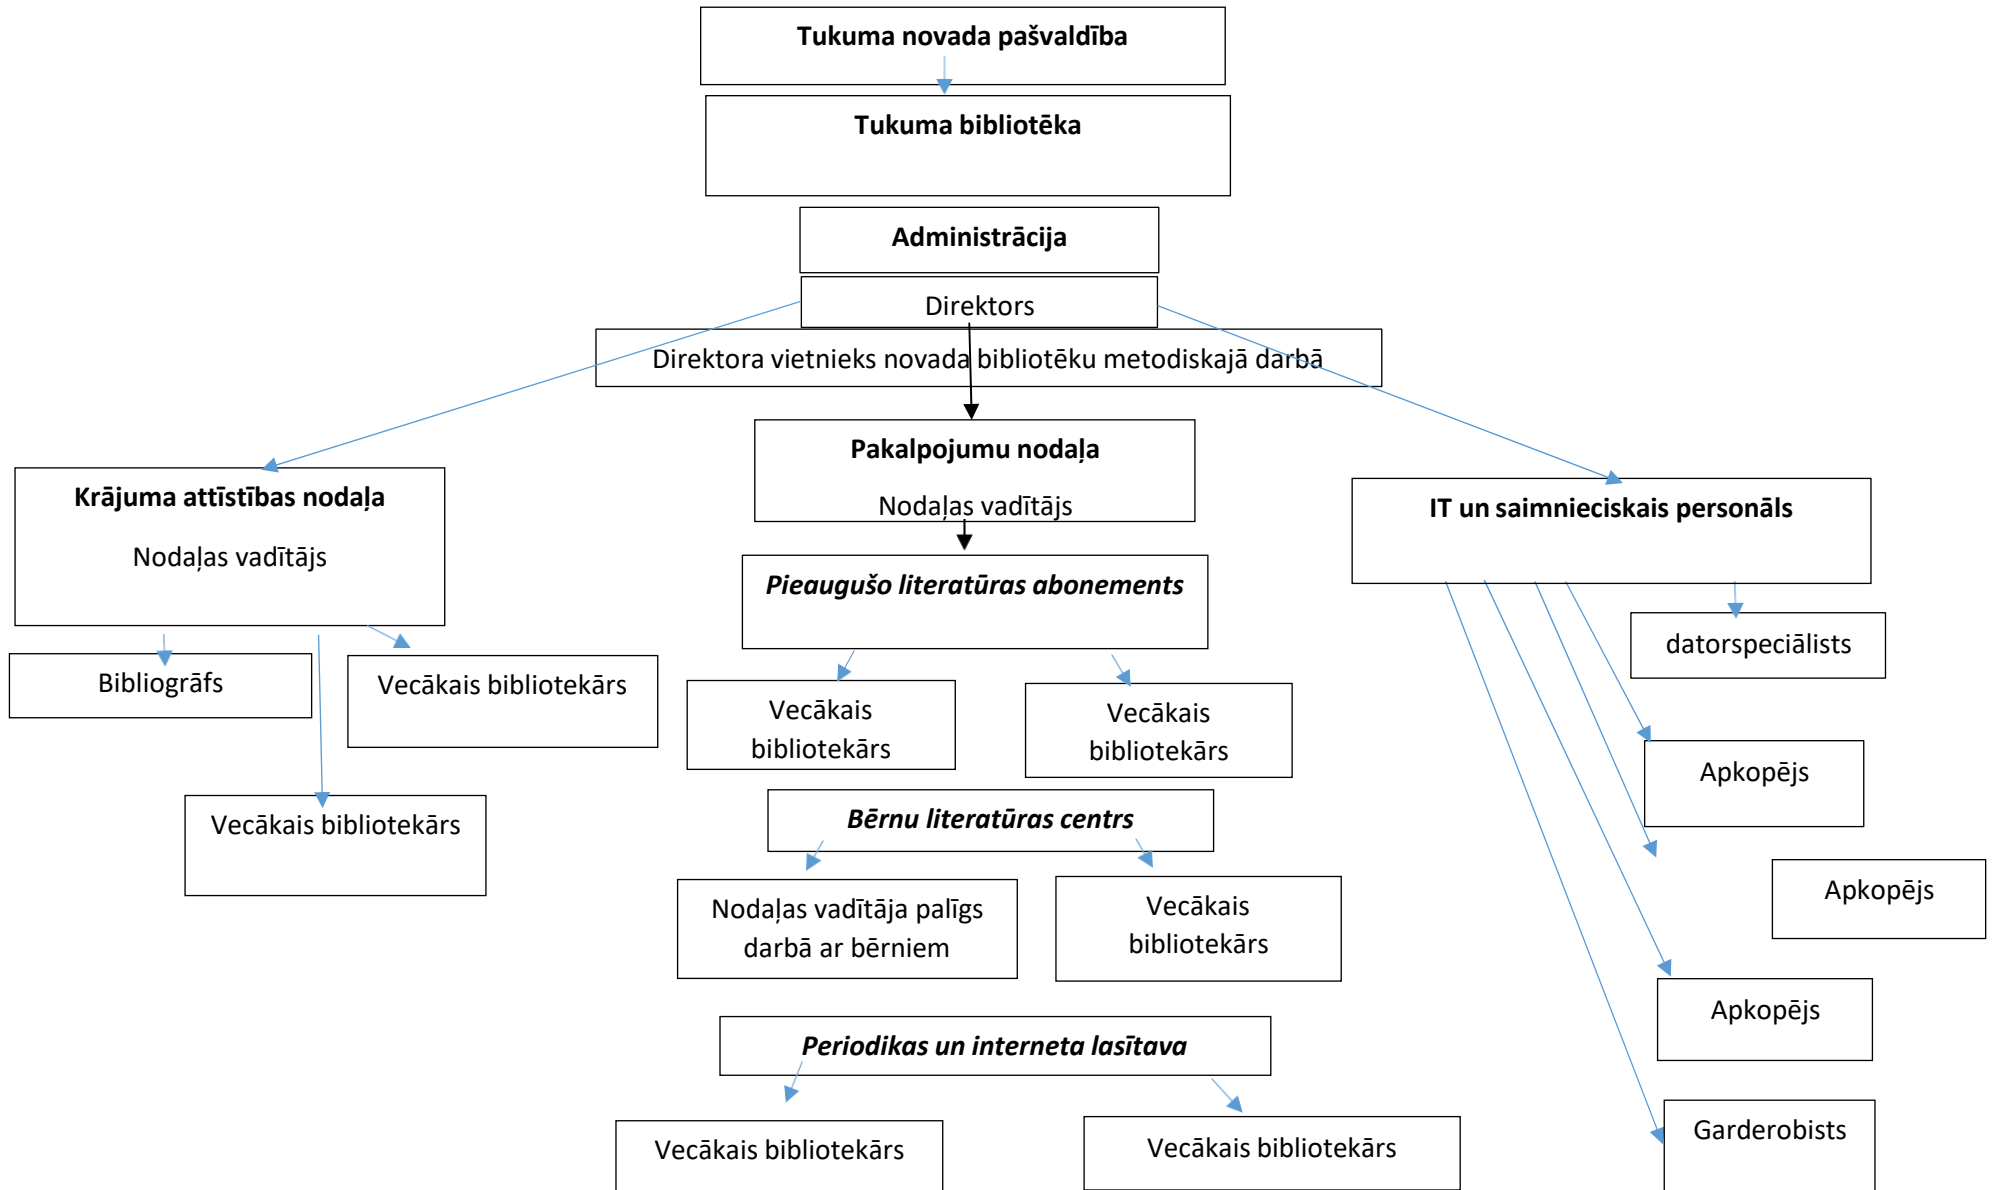 Tukuma novada pašvaldība
Tukuma bibliotēka
Administrācija
Direktors
Direktora vietnieks novada bibliotēku metodiskajā darbā
Krājuma attīstības nodaļa
Nodaļas vadītājs
Bibliogrāfs
Vecākais bibliotekārs
Vecākais bibliotekārs
Pakalpojumu nodaļa
Nodaļas vadītājs
Pieaugušo literatūras abonements
Vecākais
bibliotekārs
Vecākais
bibliotekārs
Bērnu literatūras centrs
Nodaļas vadītāja palīgs
darbā ar bērniem
Vecākais
bibliotekārs
Periodikas un interneta lasītava
Vecākais bibliotekārs
Vecākais bibliotekārs
IT un saimnieciskais personāls
datorspeciālists
Apkopējs
Apkopējs
Apkopējs
Garderobists